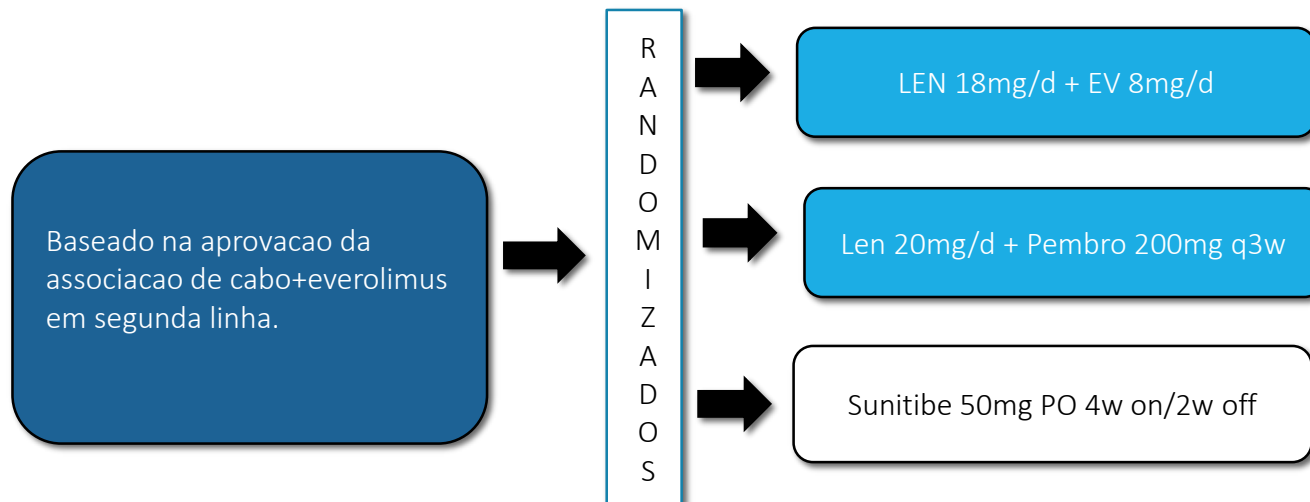 Baseado na aprovacao da
associacao de cabo+everolimus
em segunda linha.
R
A
N
D
O
M
I
Z
A
D
O
S
LEN 18mg/d + EV 8mg/d
Len 20mg/d + Pembro 200mg q3w
Sunitibe 50mg PO 4w on/2w off